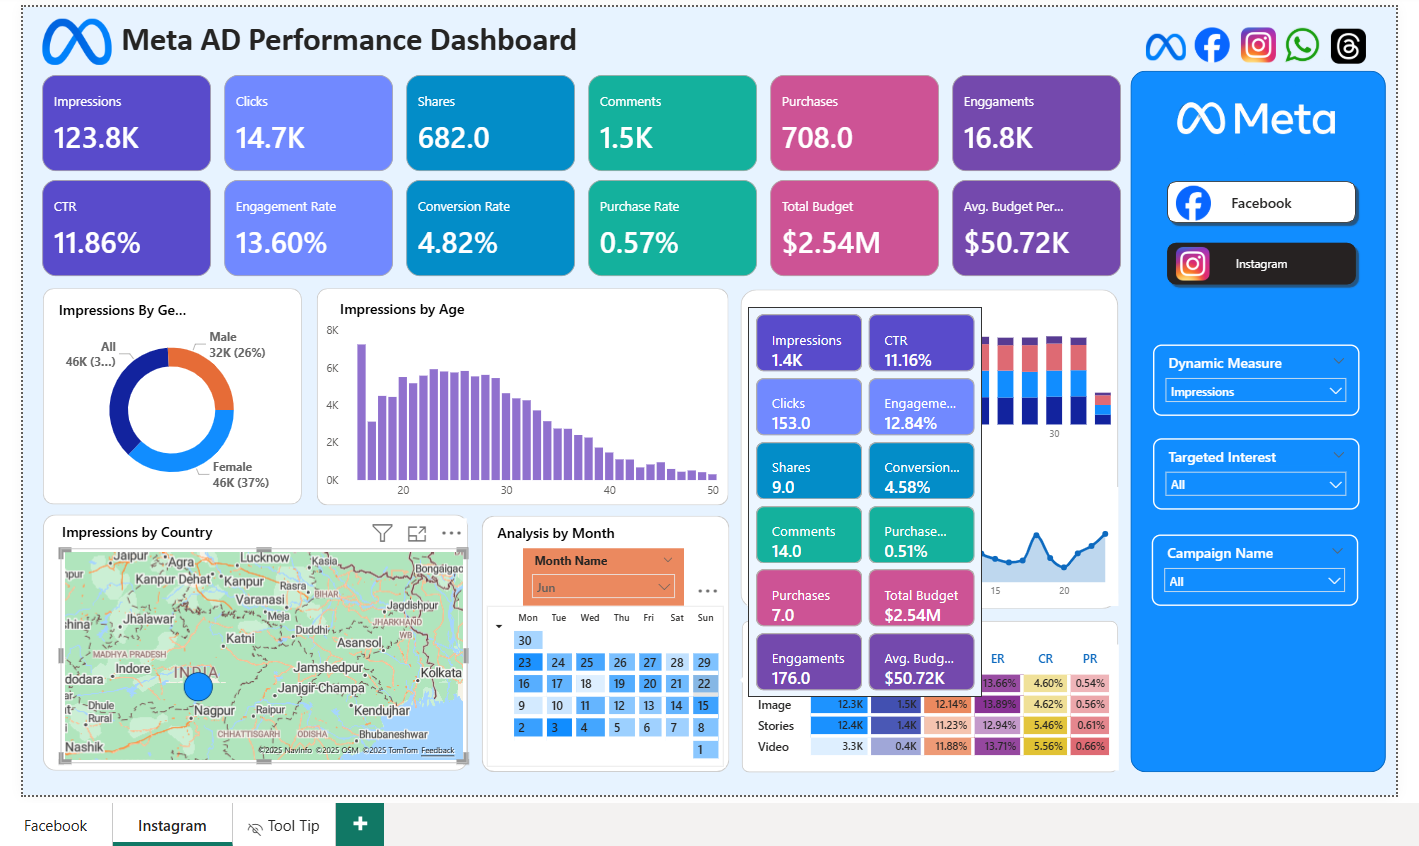 Meta AD Performance Dashboard
Impressions
123.8K
Clicks
14.7K
Shares
682.0
Comments
1.5K
Purchases
708.0
Enggaments
16.8K
CTR
11.86%
Engagement Rate
13.60%
Conversion Rate
4.82%
Purchase Rate
0.57%
Total Budget
$2.54M
Avg. Budget Per...
$50.72K
Meta
Facebook
Instagram
Dynamic Measure
Impressions
Targeted Interest
All
Campaign Name
All
Impressions By Ge...
All
46K (3...)
Male
32K (26%)
Female
46K (37%)
Impressions by Age
8K
6K
4K
2K
0K
20
30
40
50
Impressions
1.4K
CTR
11.16%
Clicks
153.0
Engageme...
12.84%
Shares
9.0
Conversion...
4.58%
Comments
14.0
Purchase...
0.51%
Purchases
7.0
Total Budget
$2.54M
Enggaments
176.0
Avg. Budg...
$50.72K
30
15
20
ER CR PR
13.66% 4.60% 0.54%
Image 12.3K 1.5K 12.14% 13.89% 4.62% 0.56%
Stories 12.4K 1.4K 11.23% 12.94% 5.46% 0.61%
Video 3.3K 0.4K 11.88% 13.71% 5.56% 0.66%
Impressions by Country
Jaipur
Agra
Lucknow
Kasia
Bongaigao
npur
Kanpur Dehat
Kanpur
Rasra
BIHAR
Varanasi
Jagdishpur
hina
Jhalawar
Meja
Duddhi
JHARKHAND
WB
Katni
Asansol
MADHYA PRADESH
Indore
INDIA
Jamshedpur
Kolkata
dodara
Janjgir-Champa
Dhule
Rural
Nagpur
Raipur
Kendujhar
CHHATTISGARH
ODISHA
Bhubaneshwar
Nashik
©2025 NavInfo ©2025 OSM ©2025 TomTom Feedback
Analysis by Month
Month Name
Jun
Mon Tue Wed Thu Fri Sat Sun
30
23 24 25 26 27 28 29
16 17 18 19 20 21 22
9 10 11 12 13 14 15
2 3 4 5 6 7 8
1
Facebook
Instagram
Tool Tip
+